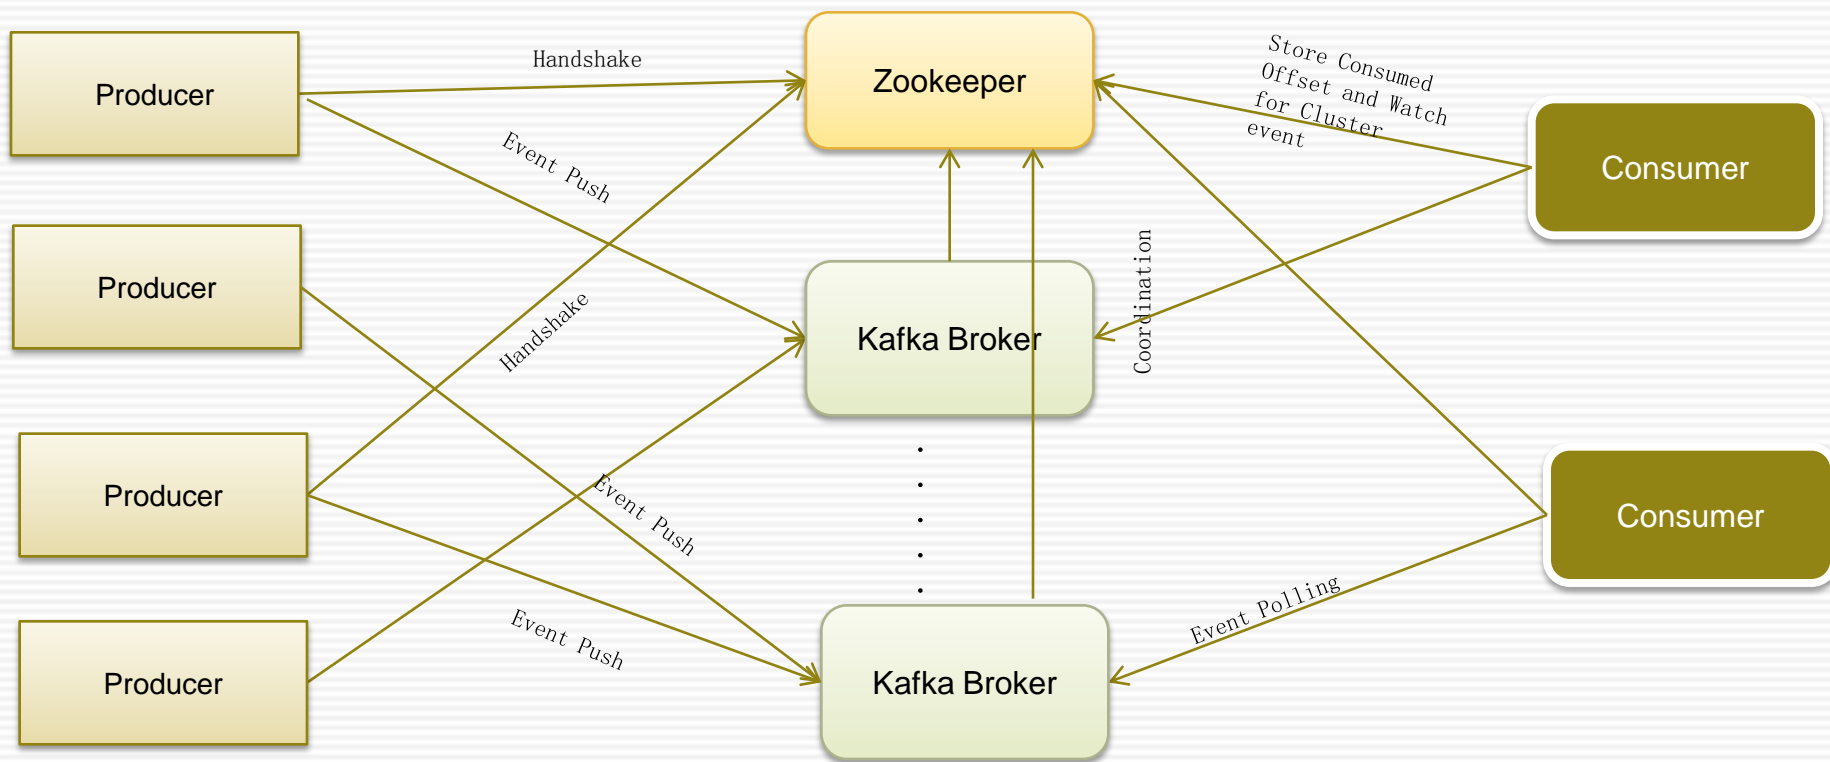 Producer
Handshake
Zookeeper
Store Consumed
Offset and Watch
for Cluster
event
Consumer
Event Push
Producer
Handshake
Kafka Broker
Coordination
Producer
Event Push
Consumer
Event Push
Event Polling
Producer
Kafka Broker